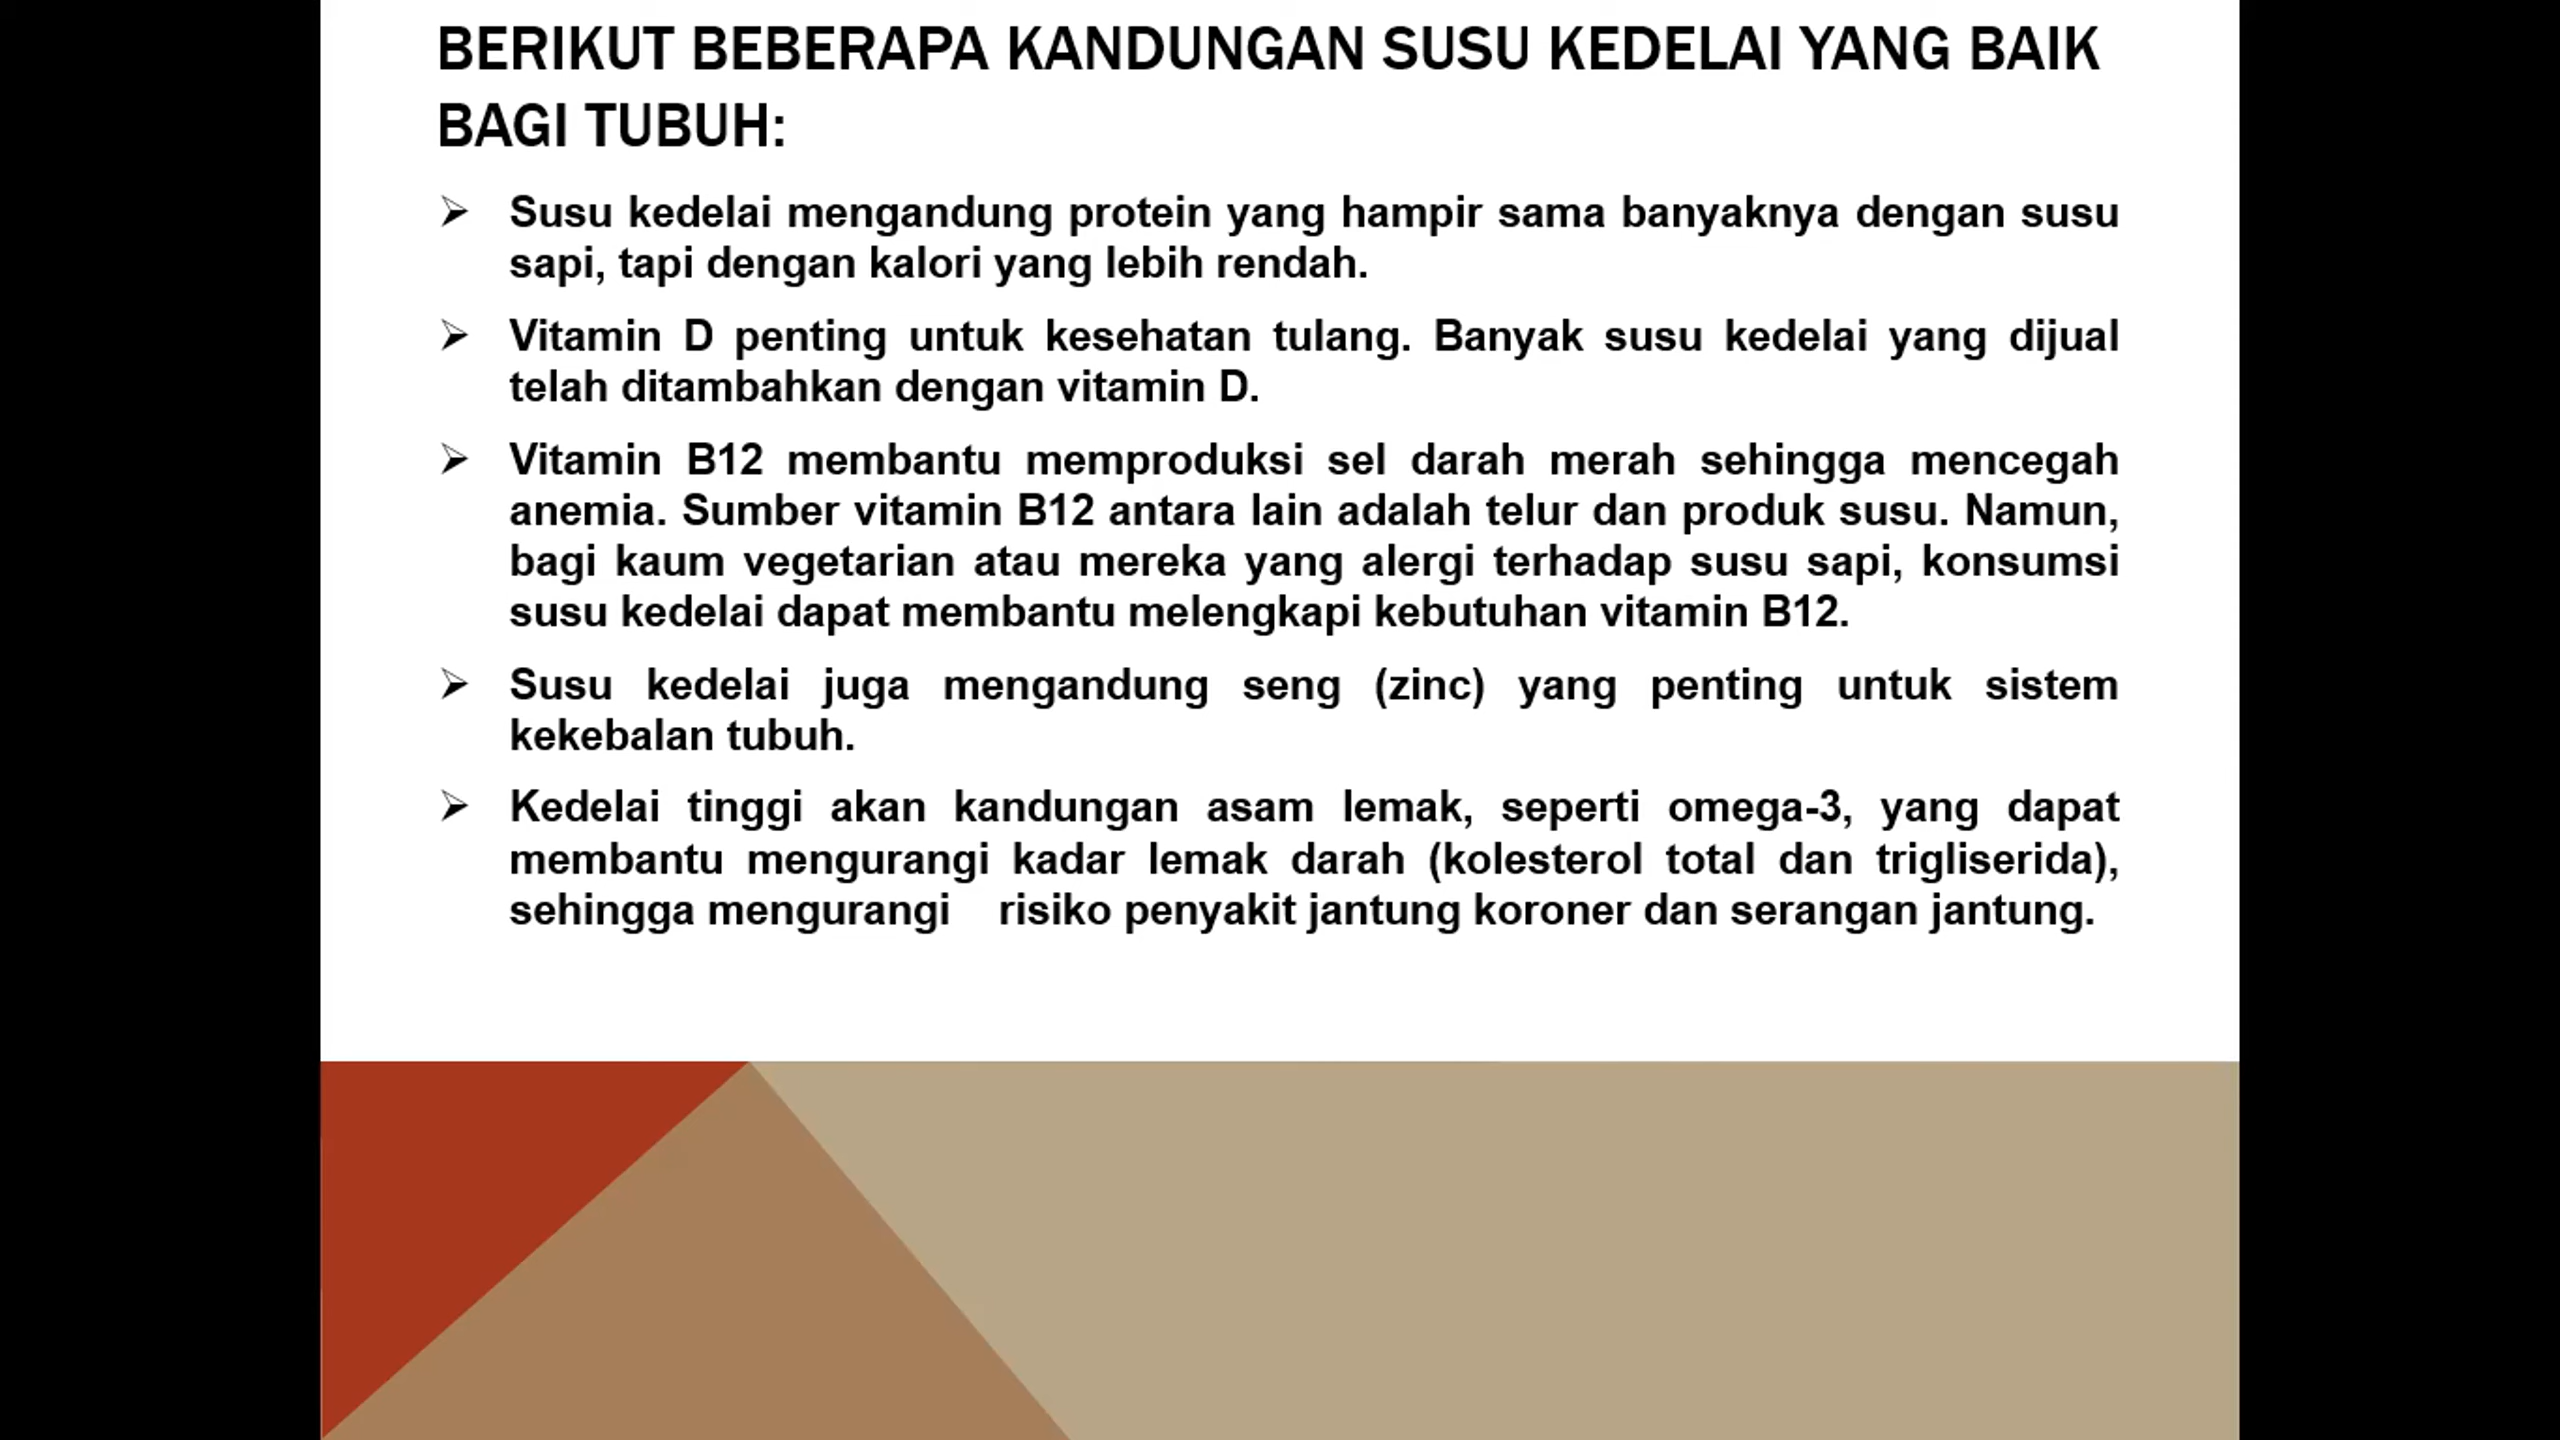 BERIKUT BEBERAPA KANDUNGAN SUSU KEDELAI YANG BAIK
BAGI TUBUH:
➢ Susu kedelai mengandung protein yang hampir sama banyaknya dengan susu
sapi, tapi dengan kalori yang lebih rendah.
➢ Vitamin D penting untuk kesehatan tulang. Banyak susu kedelai yang dijual
telah ditambahkan dengan vitamin D.
➢ Vitamin B12 membantu memproduksi sel darah merah sehingga mencegah
anemia. Sumber vitamin B12 antara lain adalah telur dan produk susu. Namun,
bagi kaum vegetarian atau mereka yang alergi terhadap susu sapi, konsumsi
susu kedelai dapat membantu melengkapi kebutuhan vitamin B12.
➢ Susu kedelai juga mengandung seng (zinc) yang penting untuk sistem
kekebalan tubuh.
➢ Kedelai tinggi akan kandungan asam lemak, seperti omega-3, yang dapat
membantu mengurangi kadar lemak darah (kolesterol total dan trigliserida),
sehingga mengurangi risiko penyakit jantung koroner dan serangan jantung.